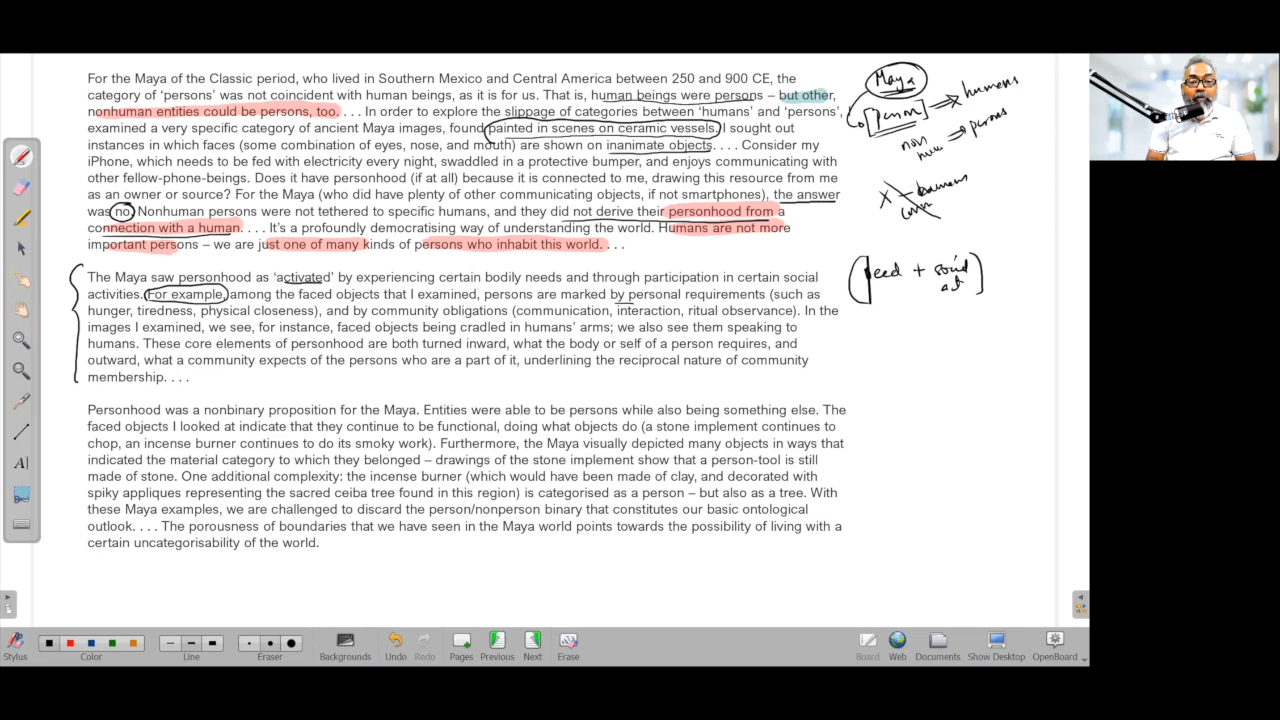 For the Maya of the Classic period, who lived in Southern Mexico and Central America between 250 and 900 CE, the
category of ‘persons’ was not coincident with human beings, as it is for us. That is, human beings were persons – but other,
nonhuman entities could be persons, too. . . . In order to explore the slippage of categories between ‘humans’ and ‘persons’,
examined a very specific category of ancient Maya images, found painted in scenes on ceramic vessels. I sought out
instances in which faces (some combination of eyes, nose, and mouth) are shown on inanimate objects. . . . Consider my
iPhone, which needs to be fed with electricity every night, swaddled in a protective bumper, and enjoys communicating with
other fellow-phone-beings. Does it have personhood (if at all) because it is connected to me, drawing this resource from me
as an owner or source? For the Maya (who did have plenty of other communicating objects, if not smartphones), the answer
was no. Nonhuman persons were not tethered to specific humans, and they did not derive their personhood from a
connection with a human. . . . It’s a profoundly democratising way of understanding the world. Humans are not more
important persons – we are just one of many kinds of persons who inhabit this world. . . .
The Maya saw personhood as ‘activated’ by experiencing certain bodily needs and through participation in certain social
activities. For example, among the faced objects that I examined, persons are marked by personal requirements (such as
hunger, tiredness, physical closeness), and by community obligations (communication, interaction, ritual observance). In the
images I examined, we see, for instance, faced objects being cradled in humans’ arms; we also see them speaking to
humans. These core elements of personhood are both turned inward, what the body or self of a person requires, and
outward, what a community expects of the persons who are a part of it, underlining the reciprocal nature of community
membership. . . .
Personhood was a nonbinary proposition for the Maya. Entities were able to be persons while also being something else. The
faced objects I looked at indicate that they continue to be functional, doing what objects do (a stone implement continues to
chop, an incense burner continues to do its smoky work). Furthermore, the Maya visually depicted many objects in ways that
indicated the material category to which they belonged – drawings of the stone implement show that a person-tool is still
made of stone. One additional complexity: the incense burner (which would have been made of clay, and decorated with
spiky appliques representing the sacred ceiba tree found in this region) is categorised as a person – but also as a tree. With
these Maya examples, we are challenged to discard the person/nonperson binary that constitutes our basic ontological
outlook. . . . The porousness of boundaries that we have seen in the Maya world points towards the possibility of living with a
certain uncategorisability of the world.
Maya
[Person] humans
non persons
humans
need + social
act
Stylus Color Line Eraser Backgrounds Undo Redo Pages Previous Next Erase Board Web Documents Show Desktop OpenBoard